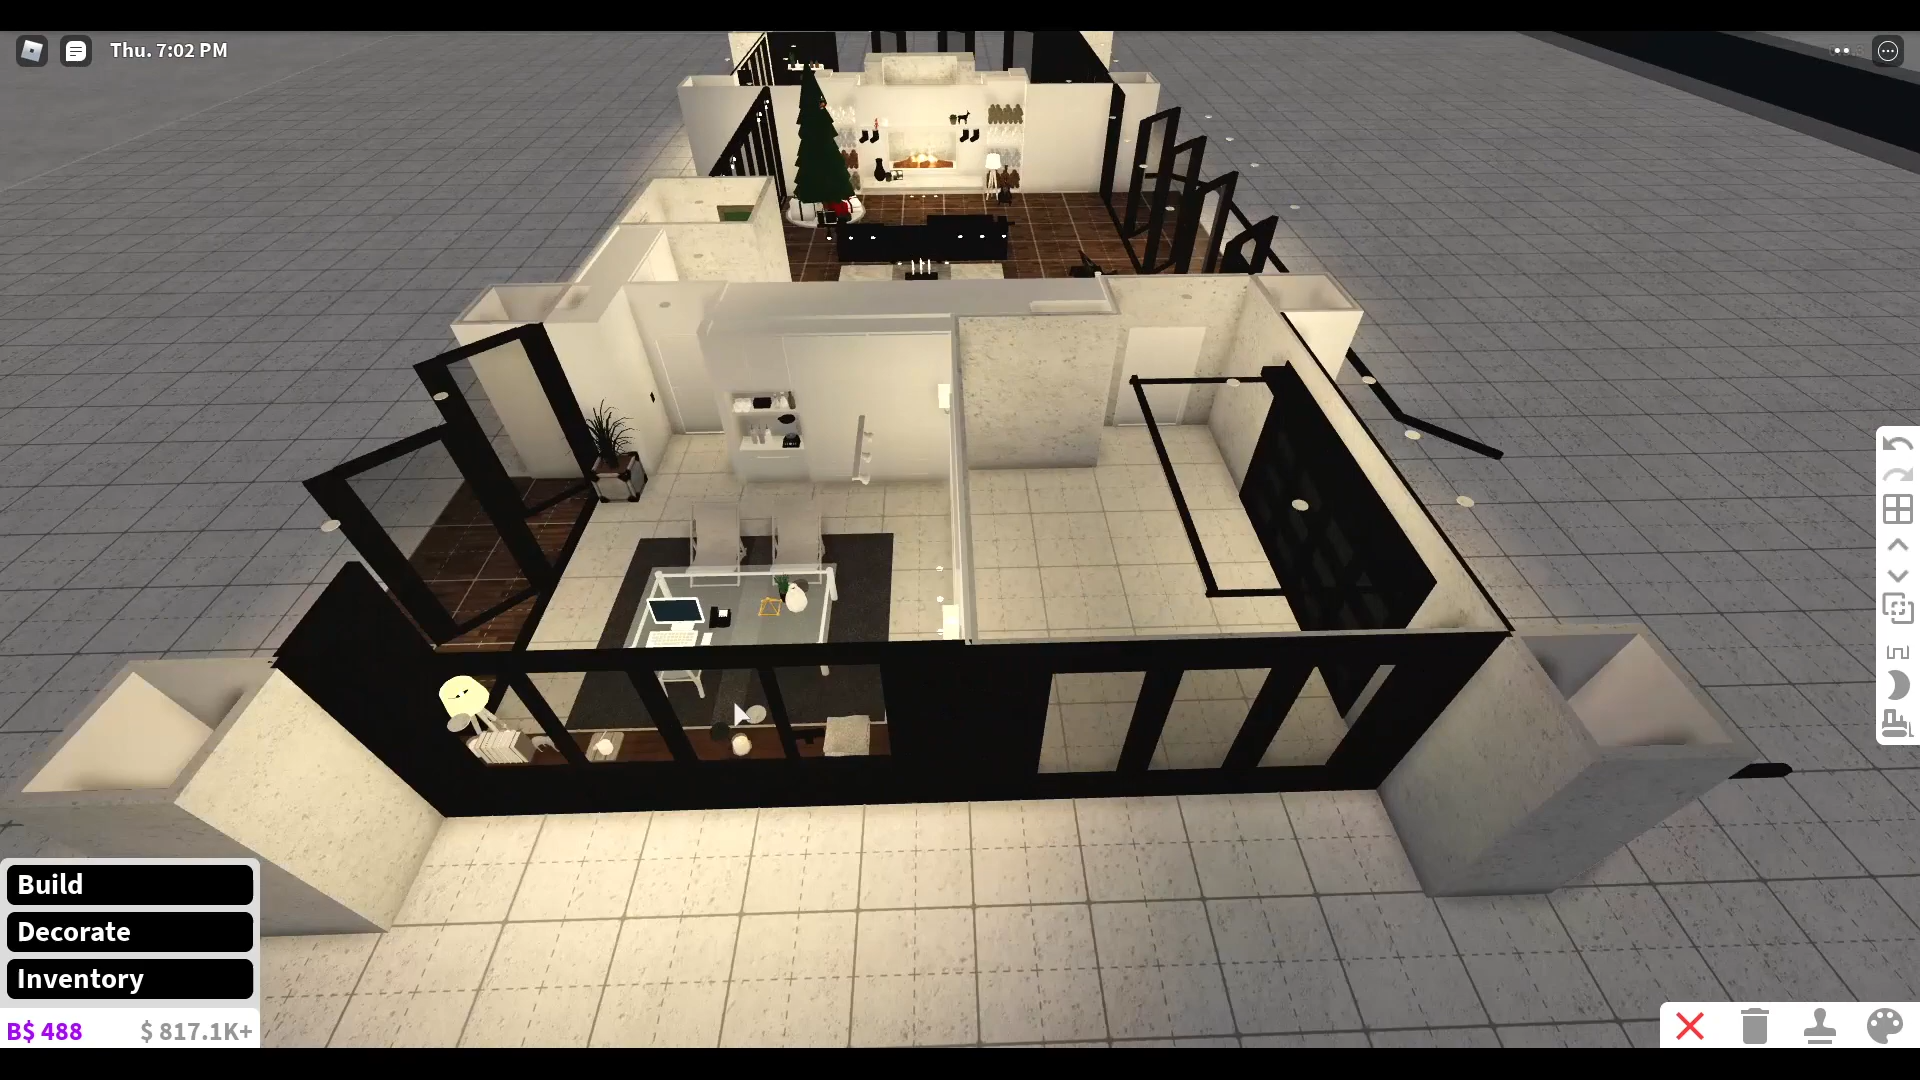 Thu. 7:02 PM
Build
Decorate
Inventory
B$ 488
$ 817.1K+